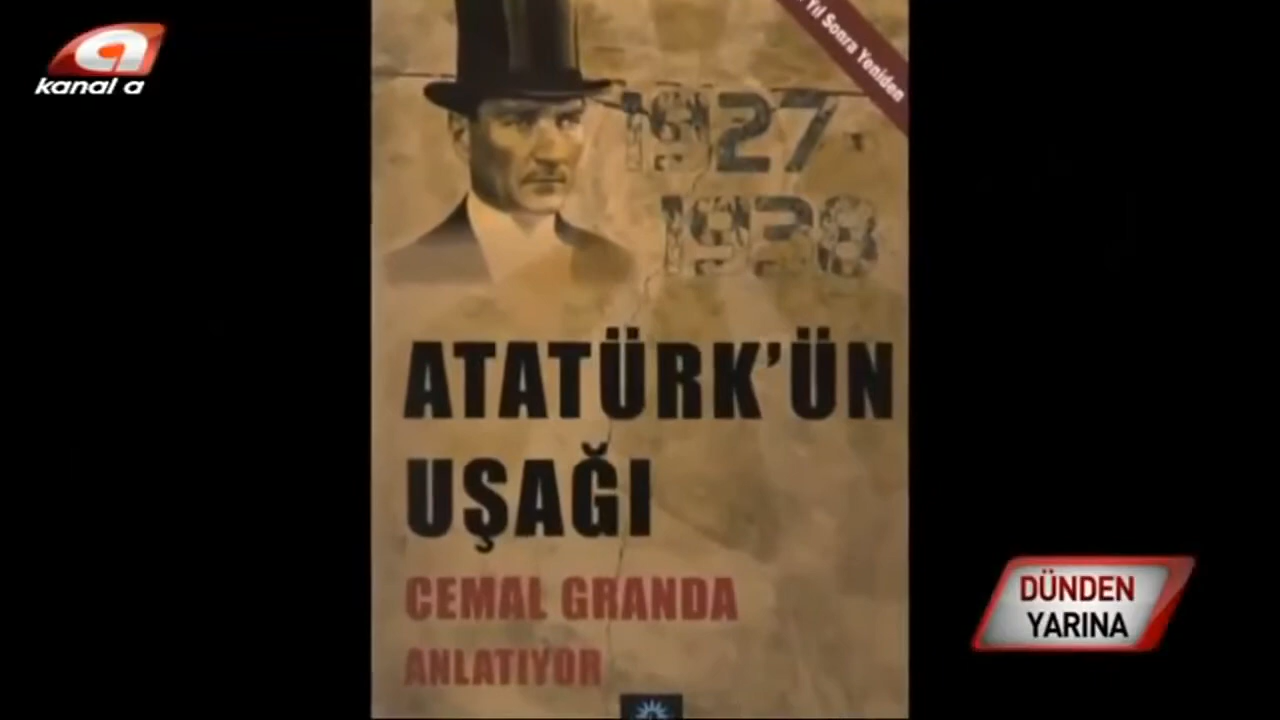 kanal a
Yıl Sonra Yeniden
1927
1938
ATATÜRK'ÜN
UŞAĞI
CEMAL GRANDA
ANLATIYOR
DÜNDEN
YARINA